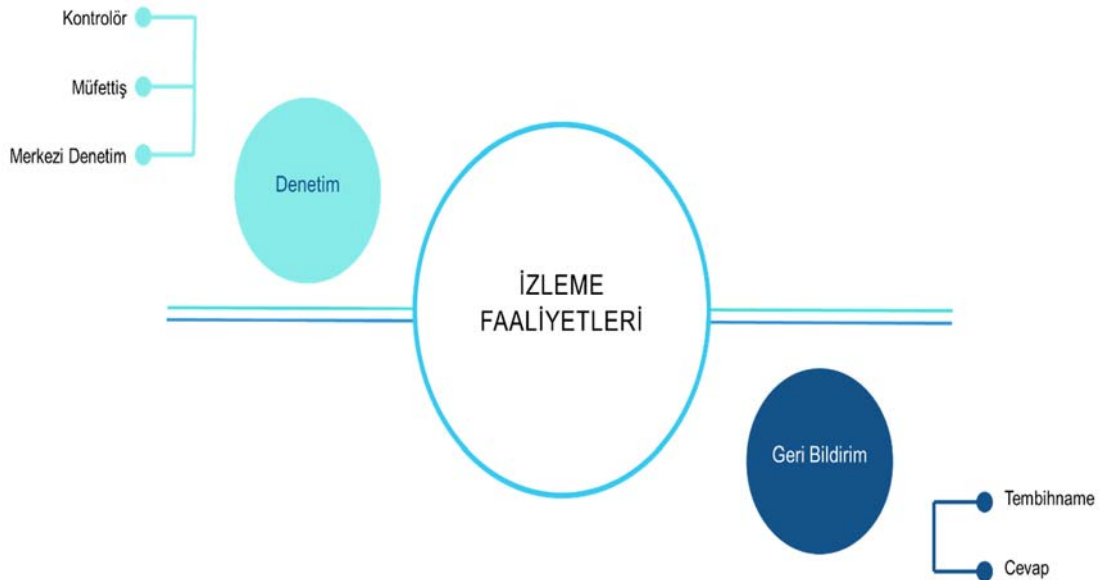 Kontrolör
Müfettiş
Merkezi Denetim
Denetim
İZLEME
FAALİYETLERİ
Geri Bildirim
Tembihname
Cevap